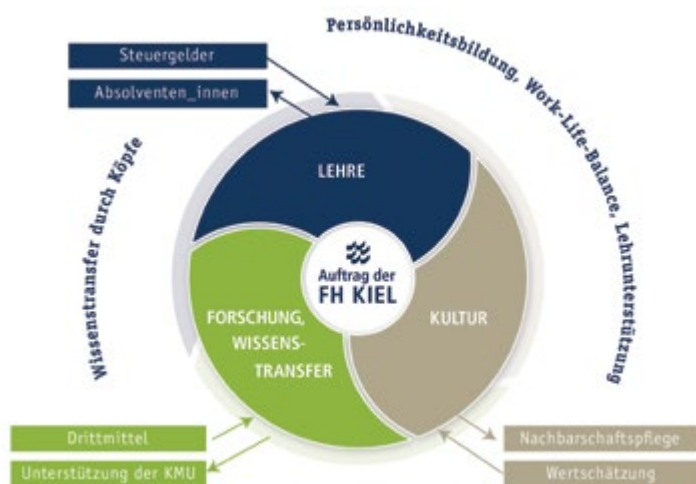 Persönlichkeitsbildung, Work-Life-Balance, Lehrunterstützung
Steuergelder
Absolventen_innen
Wissenstransfer durch Köpfe
LEHRE
Auftrag der
FH KIEL
FORSCHUNG,
WISSENS-
TRANSFER
KULTUR
Drittmittel
Unterstützung der KMU
Nachbarschaftspflege
Wertschätzung